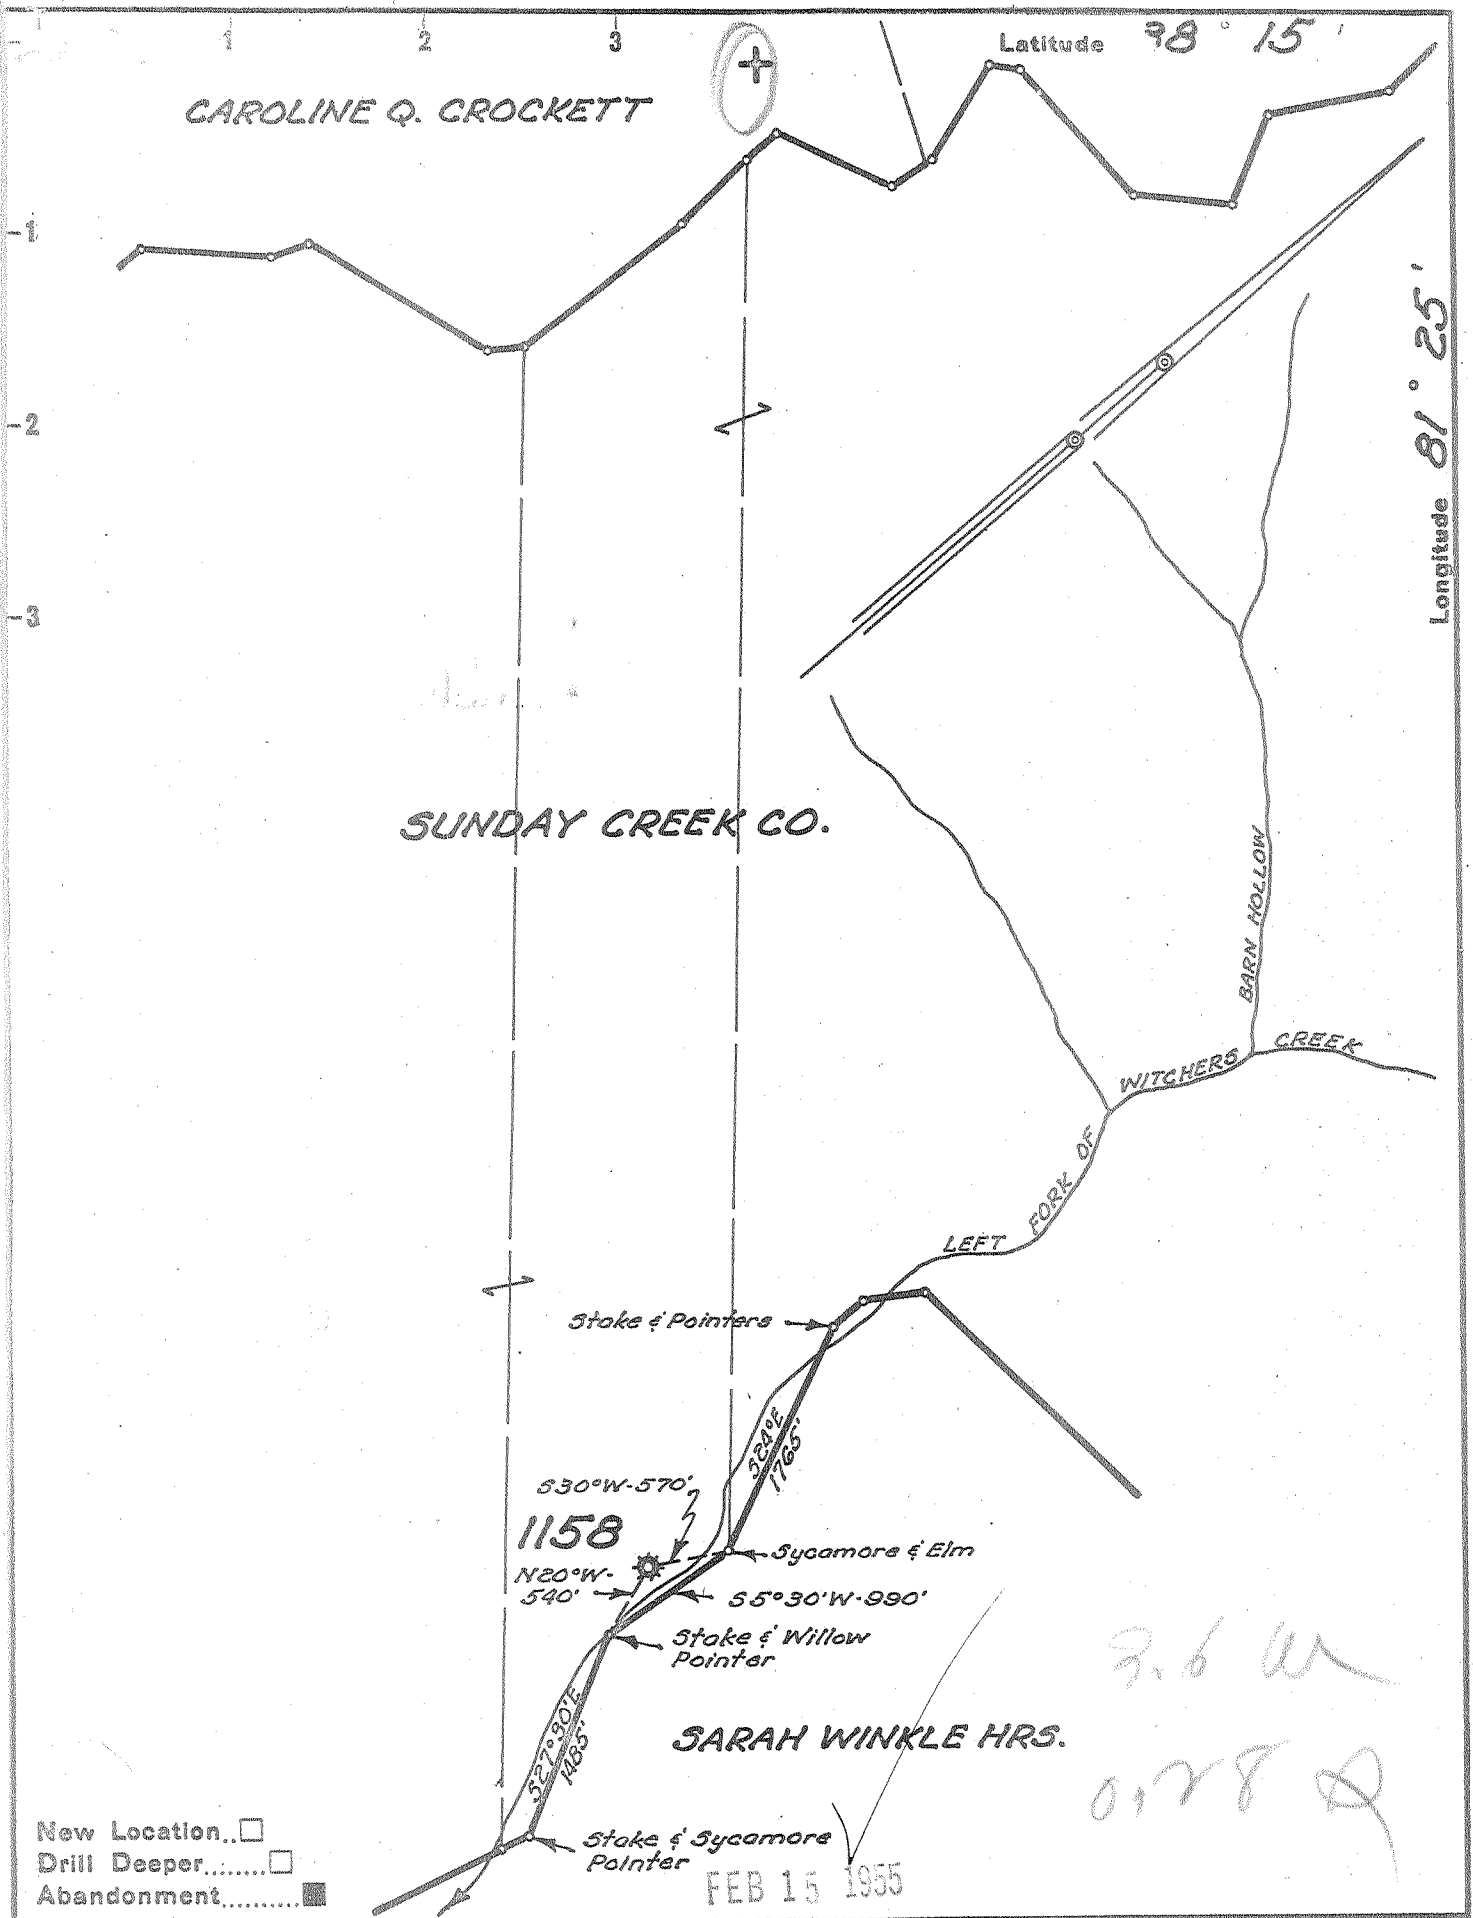 1 2 3
Latitude 38° 15'
CAROLINE Q. CROCKETT
-1
-2
-3
Longitude 81° 25'
SUNDAY CREEK CO.
BARN HOLLOW
LEFT FORK OF WITCHERS CREEK
Stake & Pointers
S24°E
1765'
S30°W-570'
1158
Sycamore & Elm
N20°W-
540'
S5°30'W-990'
Stake & Willow
Pointer
S27°30'E
1485'
SARAH WINKLE HRS.
Stake & Sycamore
Pointer
New Location..□
Drill Deeper........□
Abandonment..........■
FEB 15 1955